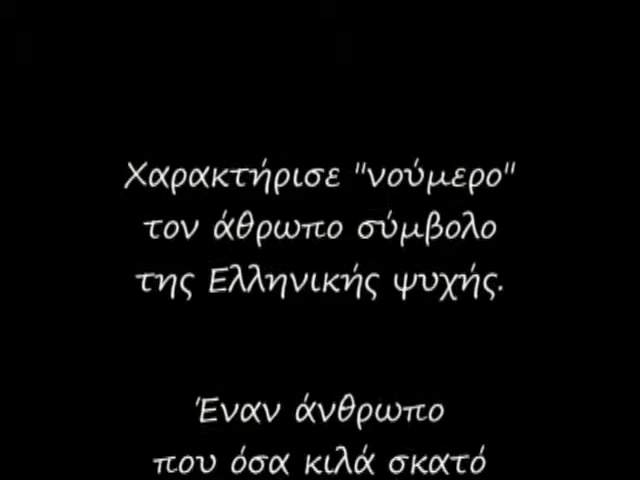 Χαρακτήρισε "νούμερο"
τον άθρωπο σύμβολο
της Ελληνικής ψυχής.
Έναν άνθρωπο
που όσα κιλά σκατό